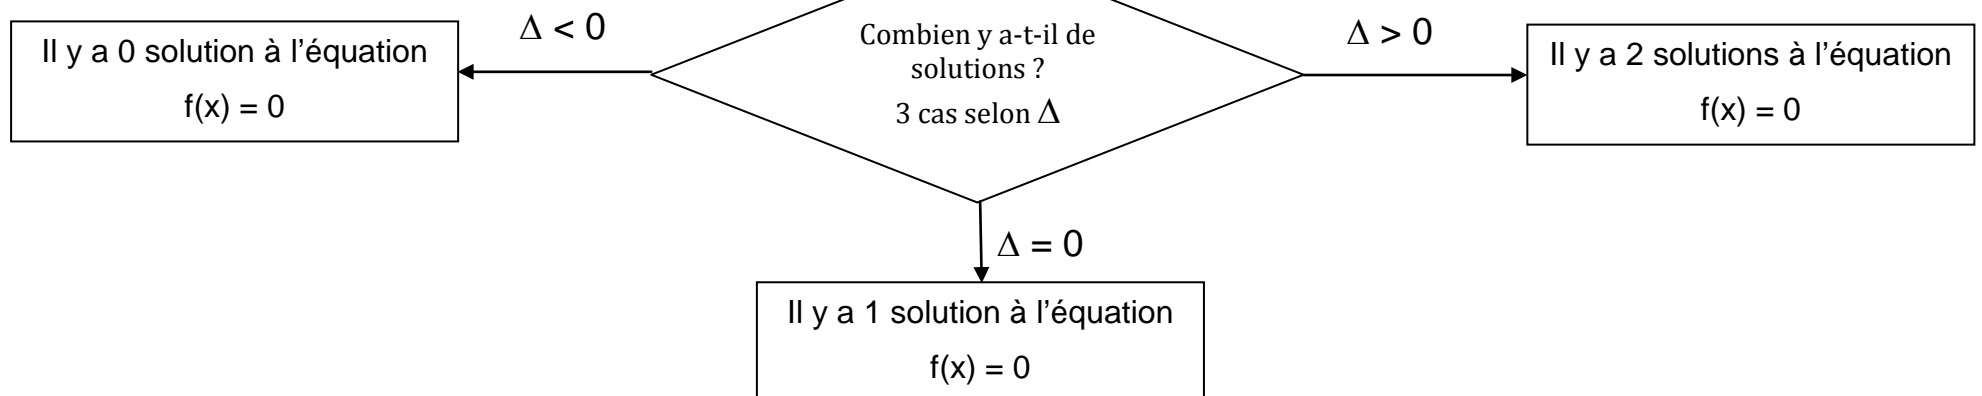 Il y a 0 solution à l’équation
f(x) = 0
Δ < 0
Combien y a-t-il de
solutions ?
3 cas selon Δ
Δ > 0
Il y a 2 solutions à l’équation
f(x) = 0
Δ = 0
Il y a 1 solution à l’équation
f(x) = 0